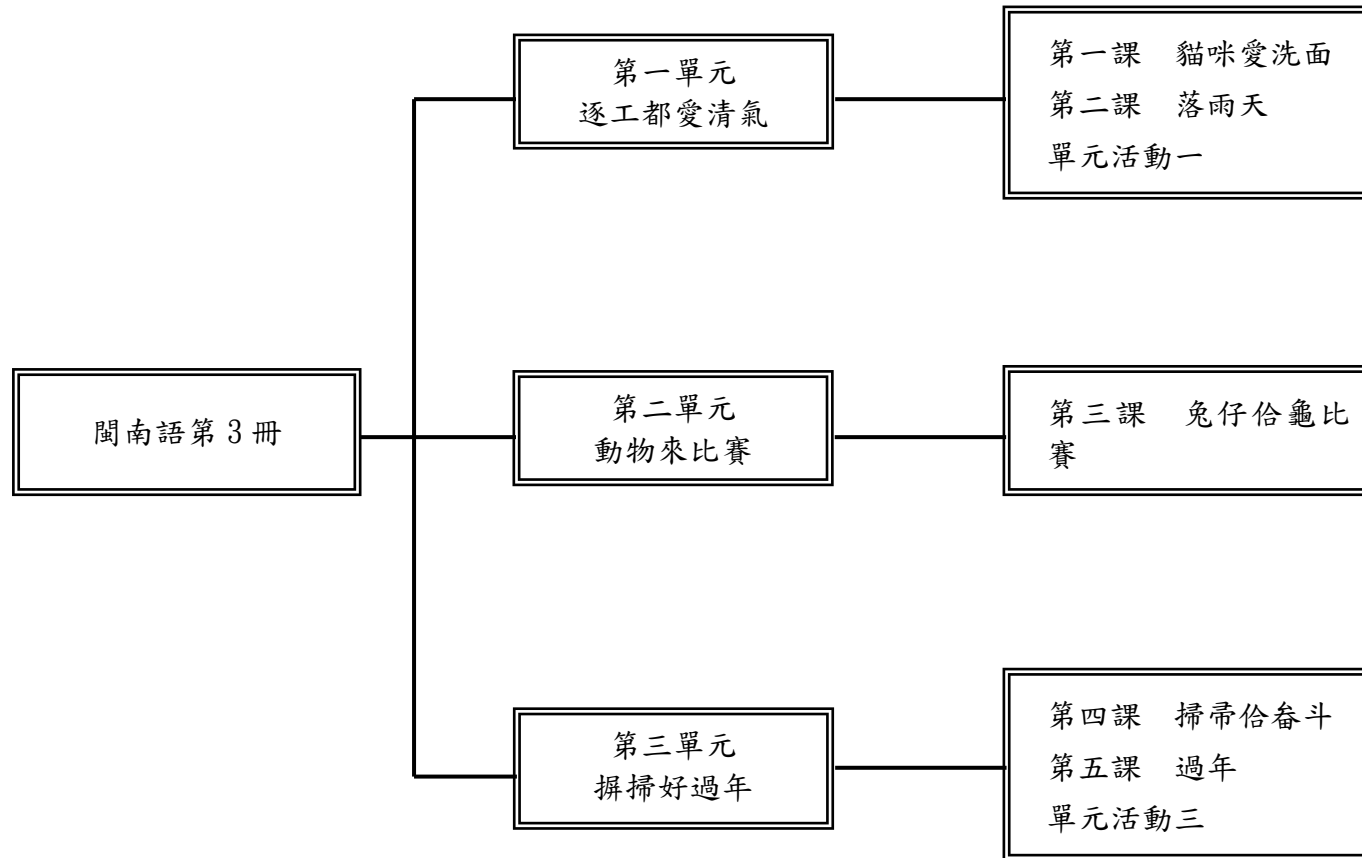 閩南語第3冊
第一單元
逐工都愛清氣
第一課　貓咪愛洗面
第二課　落雨天
單元活動一
第二單元
動物來比賽
第三課　兔仔佮龜比
賽
第三單元
摒掃好過年
第四課　掃帚佮畚斗
第五課　過年
單元活動三